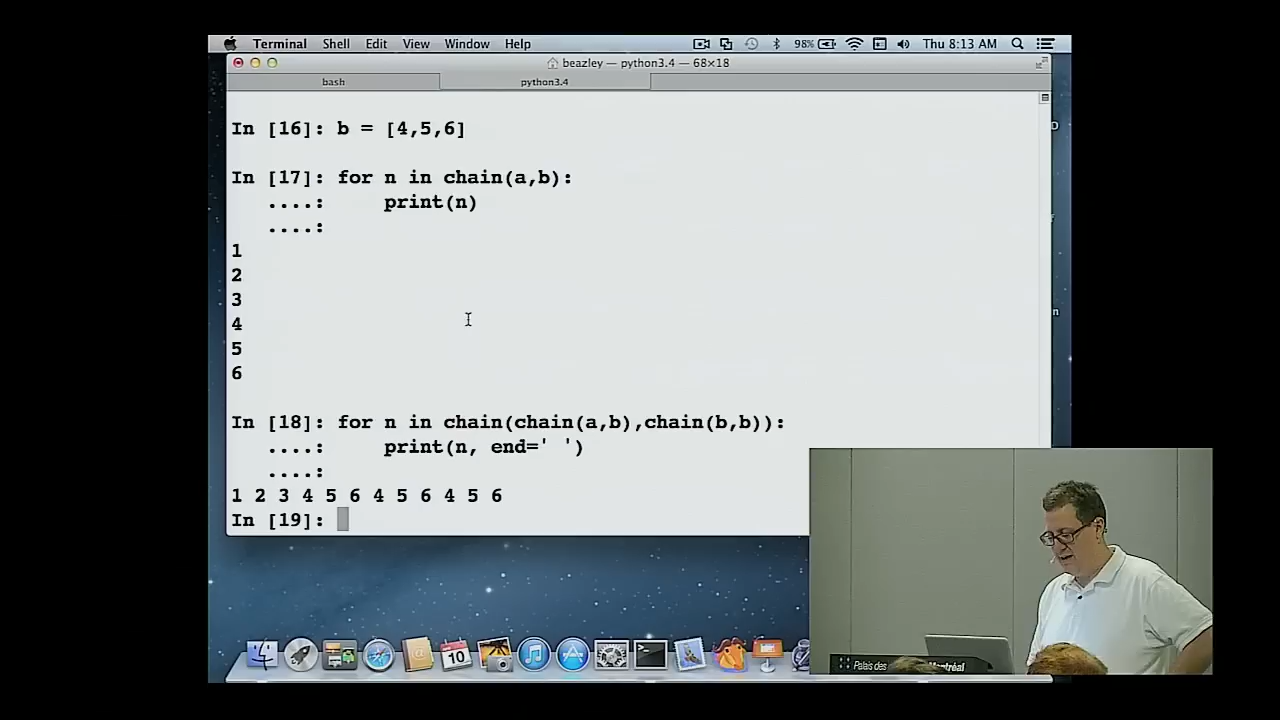 Terminal Shell Edit View Window Help 98% Thu 8:13 AM
beazley — python3.4 — 68×18
bash python3.4
In [16]: b = [4,5,6]
In [17]: for n in chain(a,b):
....: print(n)
....:
1
2
3
4
5
6
In [18]: for n in chain(chain(a,b),chain(b,b)):
....: print(n, end=' ')
....:
1 2 3 4 5 6 4 5 6 4 5 6
In [19]:
10
Palais des
Montréal